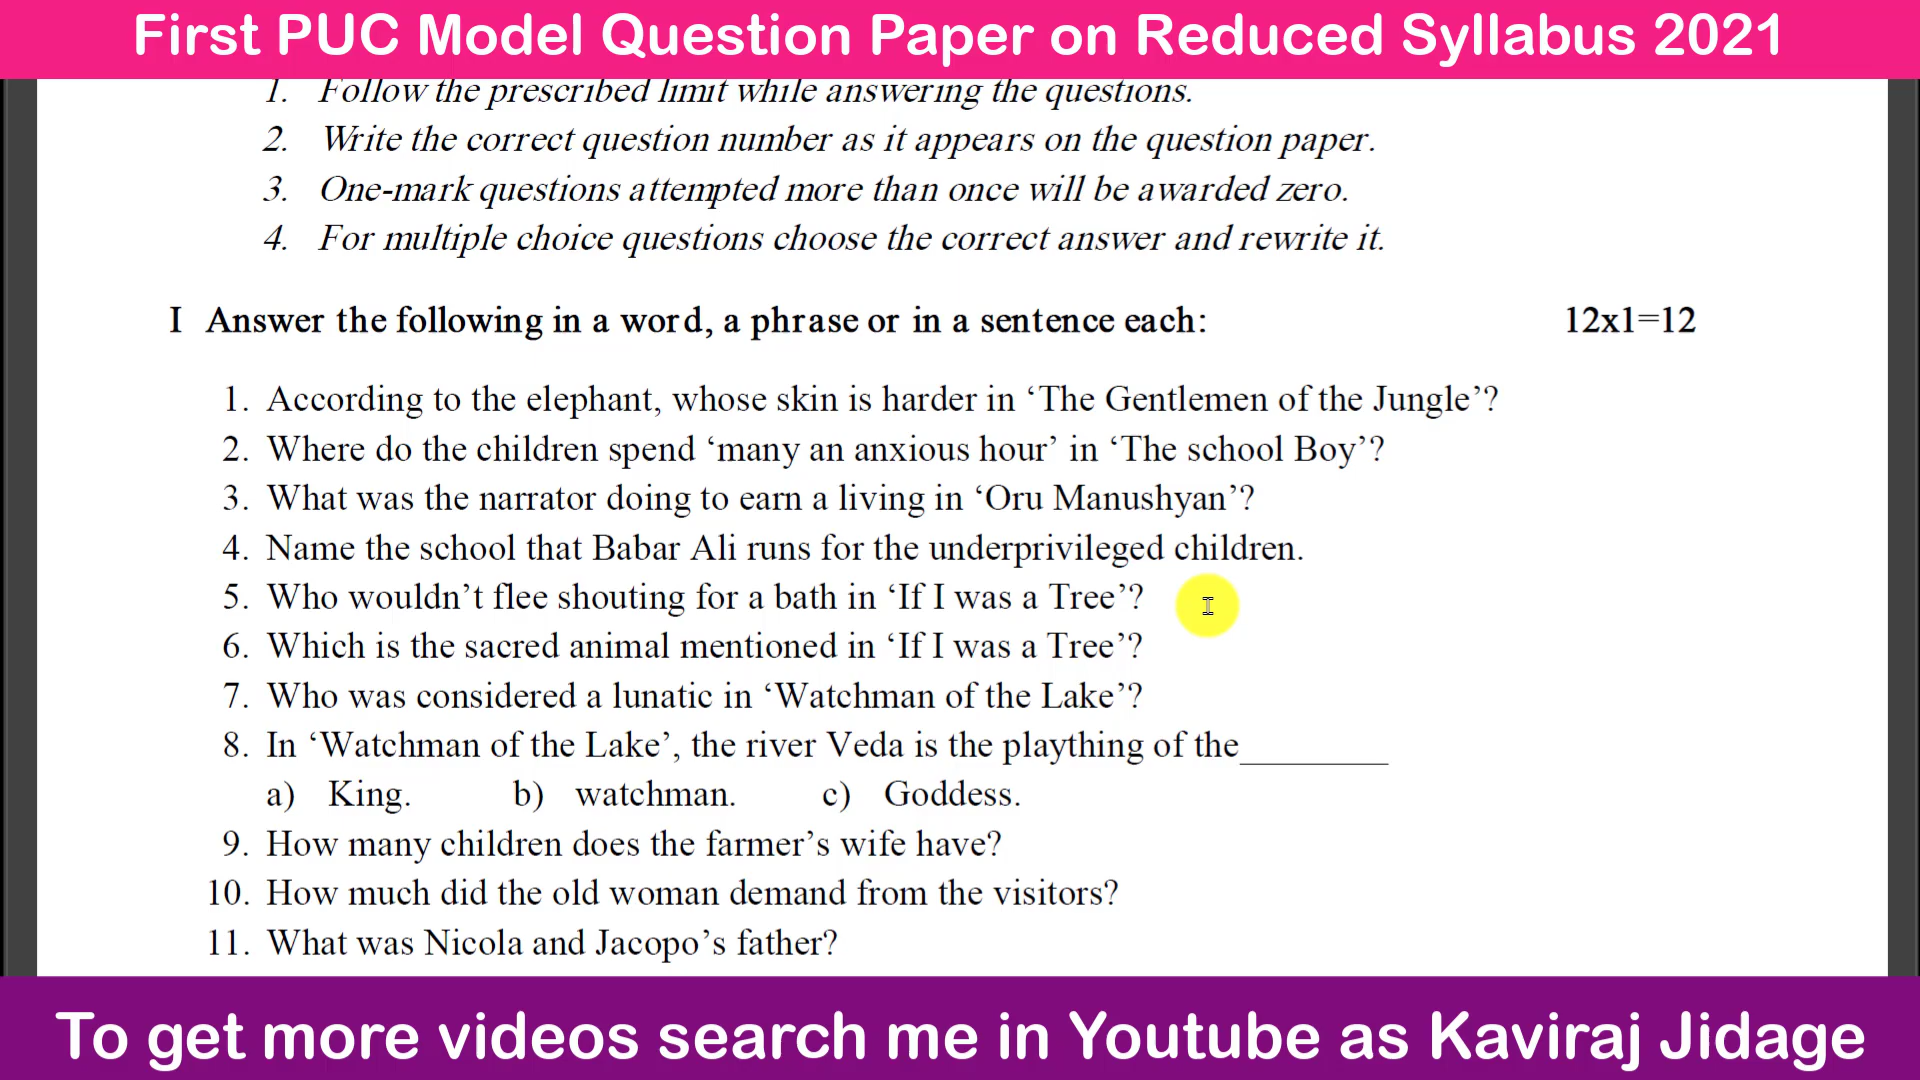 First PUC Model Question Paper on Reduced Syllabus 2021
1. Follow the prescribed limit while answering the questions.
2. Write the correct question number as it appears on the question paper.
3. One-mark questions attempted more than once will be awarded zero.
4. For multiple choice questions choose the correct answer and rewrite it.
I Answer the following in a word, a phrase or in a sentence each: 12x1=12
1. According to the elephant, whose skin is harder in ‘The Gentlemen of the Jungle’?
2. Where do the children spend ‘many an anxious hour’ in ‘The school Boy’?
3. What was the narrator doing to earn a living in ‘Oru Manushyan’?
4. Name the school that Babar Ali runs for the underprivileged children.
5. Who wouldn’t flee shouting for a bath in ‘If I was a Tree’?
6. Which is the sacred animal mentioned in ‘If I was a Tree’?
7. Who was considered a lunatic in ‘Watchman of the Lake’?
8. In ‘Watchman of the Lake’, the river Veda is the plaything of the________
a) King. b) watchman. c) Goddess.
9. How many children does the farmer’s wife have?
10. How much did the old woman demand from the visitors?
11. What was Nicola and Jacopo’s father?
To get more videos search me in Youtube as Kaviraj Jidage